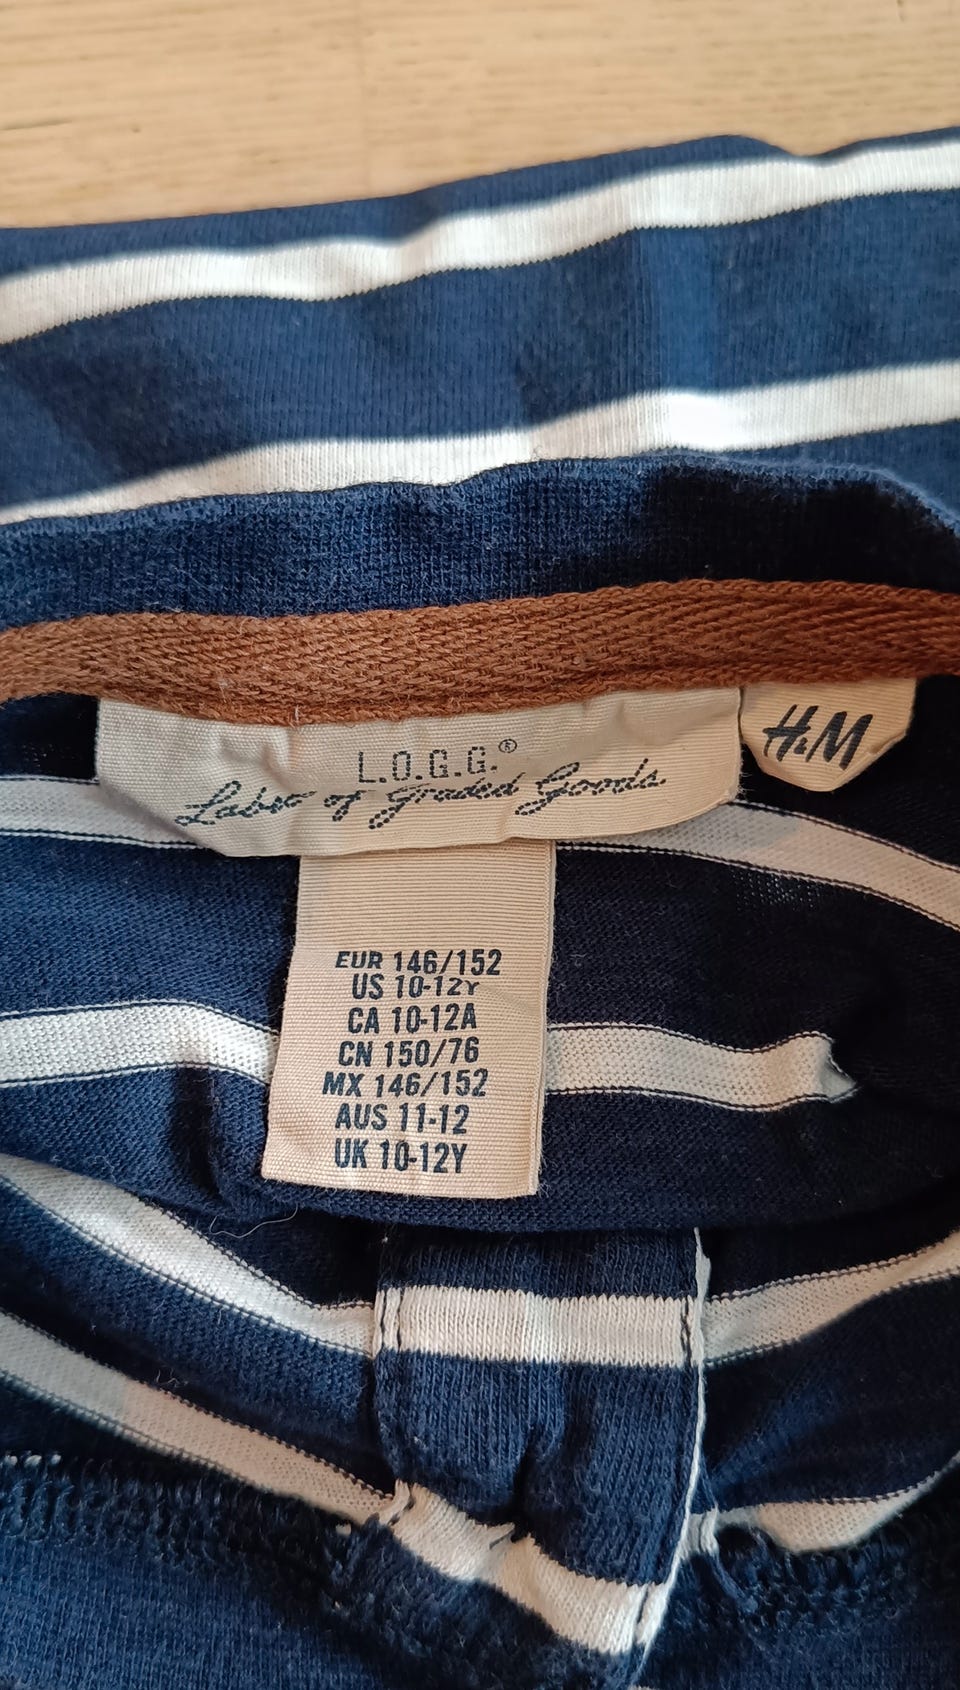 L.O.G.G.®
Label of graded Goods
H&M
EUR 146/152
US 10-12Y
CA 10-12A
CN 150/76
MX 146/152
AUS 11-12
UK 10-12Y